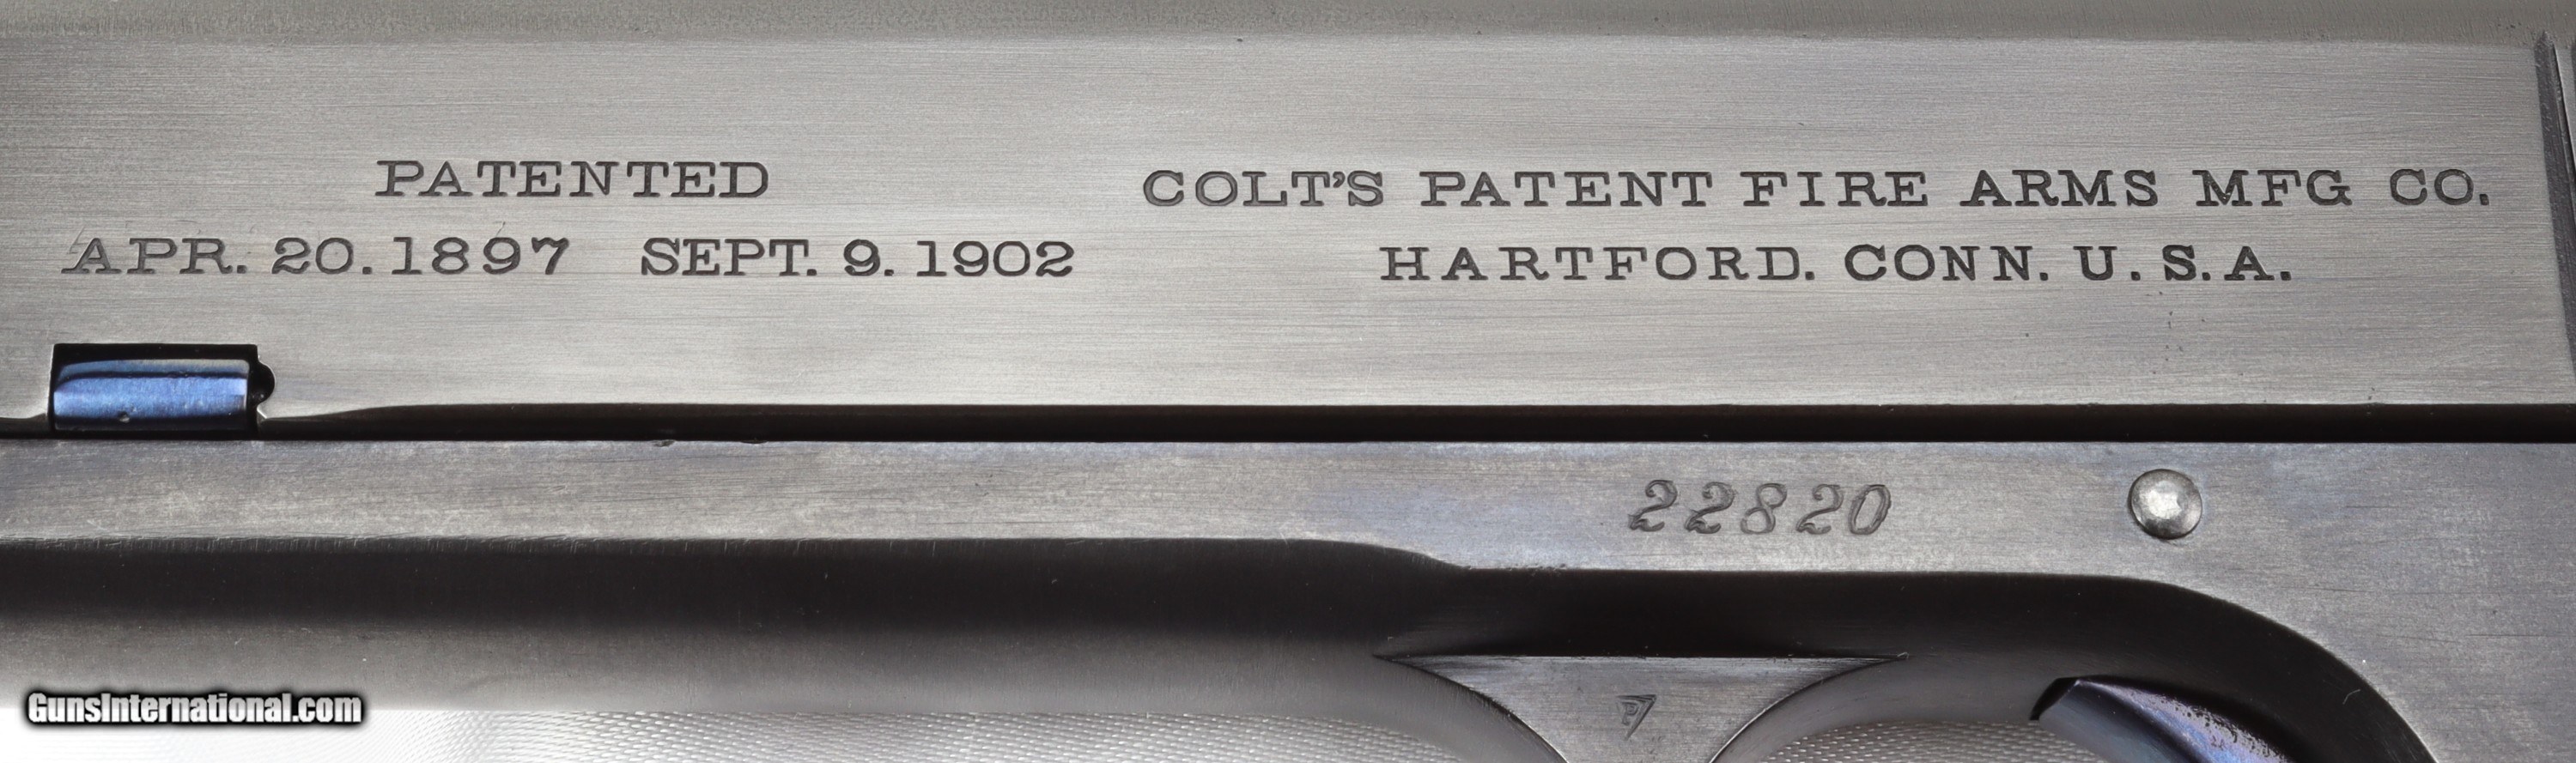 PATENTED
APR. 20. 1897 SEPT. 9. 1902
COLT'S PATENT FIRE ARMS MFG CO.
HARTFORD. CONN. U. S. A.
22820
P
GunsInternational.com